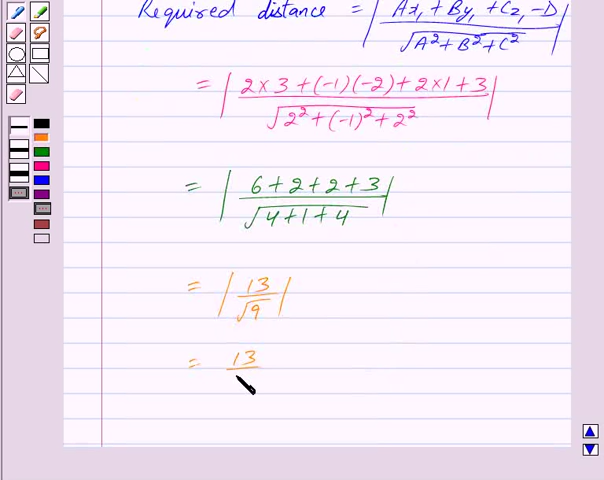 Required distance = | Ax₁ + By₁ + Cz₁ - D / √A² + B² + C² |
= | 2 × 3 + (-1)(-2) + 2 × 1 + 3 / √2² + (-1)² + 2² |
= | 6 + 2 + 2 + 3 / √4 + 1 + 4 |
= | 13 / √9 |
= 13 /